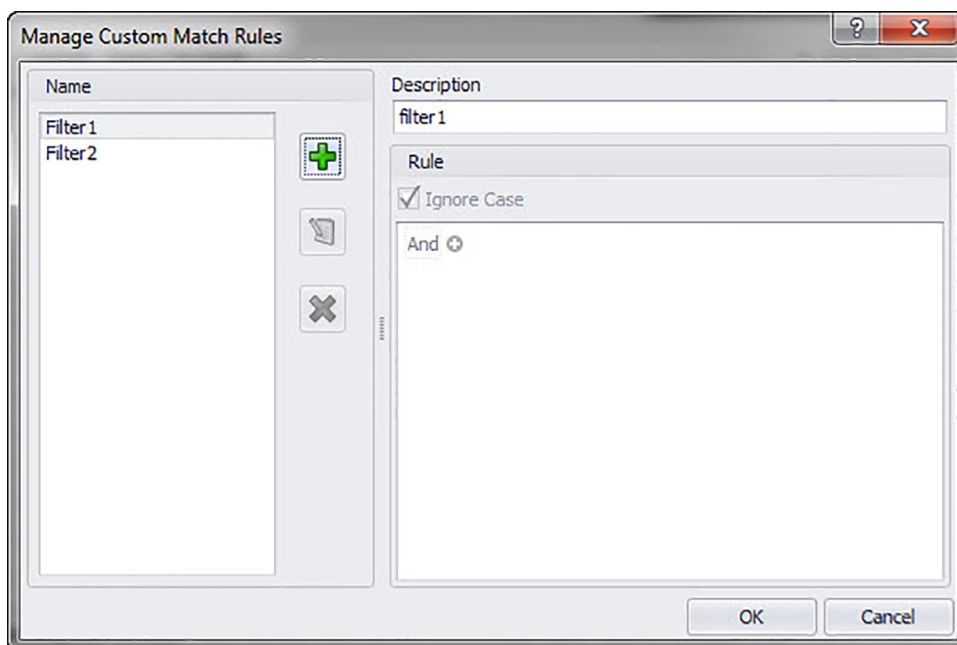 Manage Custom Match Rules
?
Name
Filter1
Filter2
Description
filter1
Rule
Ignore Case
And
OK
Cancel